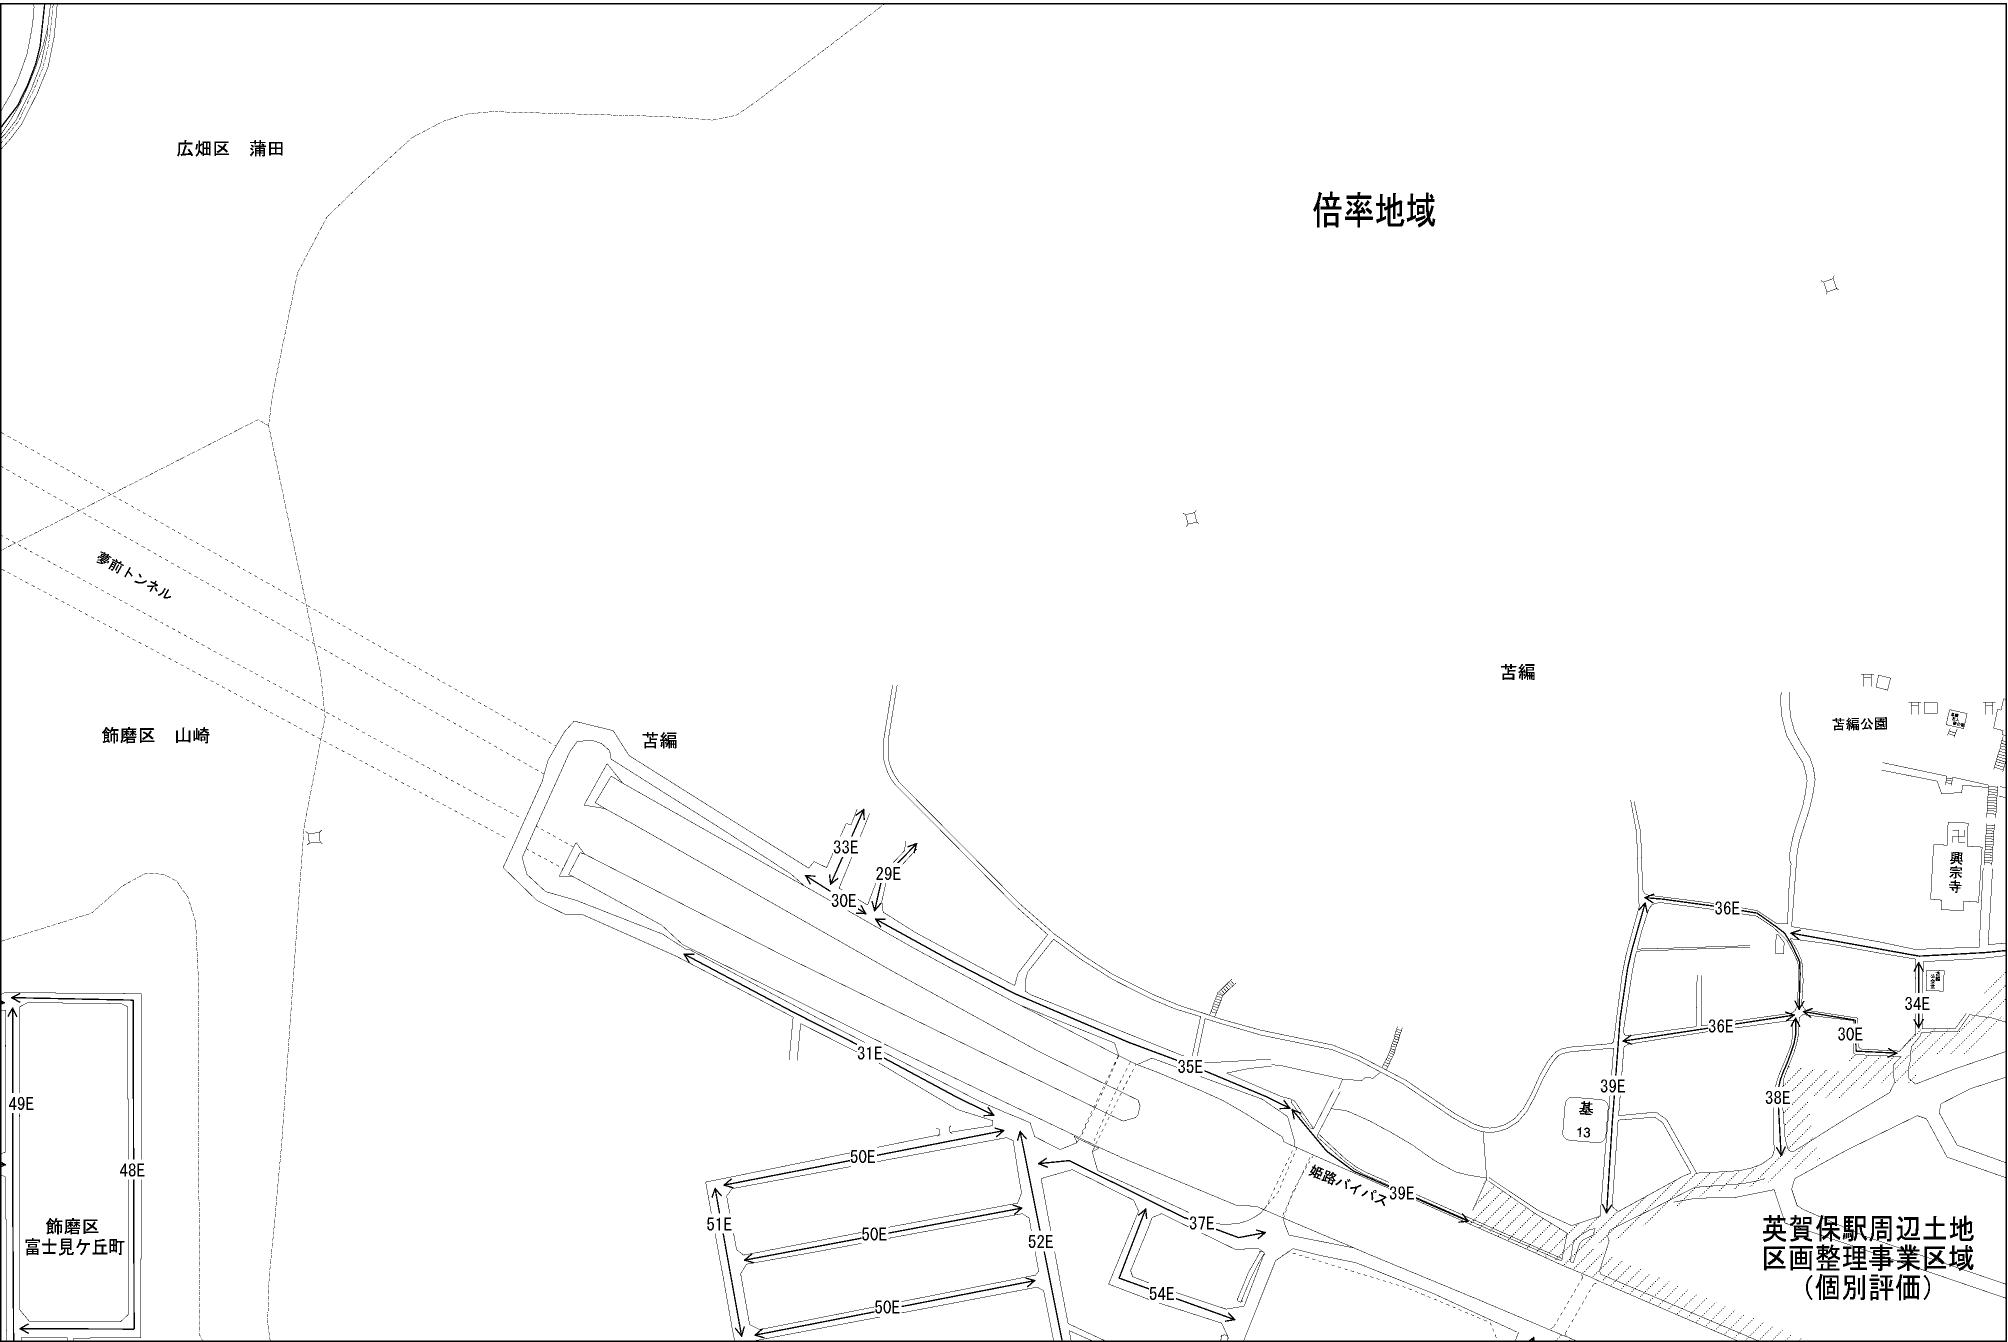 広畑区　蒲田
倍率地域
夢前トンネル
苫編
苫編
苫編公園
飾磨区　山崎
33E
29E
30E
興宗寺
36E
34E
36E
30E
31E
35E
39E
38E
49E
基
13
48E
50E
姫路バイパス
39E
51E
37E
50E
52E
飾磨区
富士見ケ丘町
英賀保駅周辺土地
区画整理事業区域
（個別評価）
54E
50E